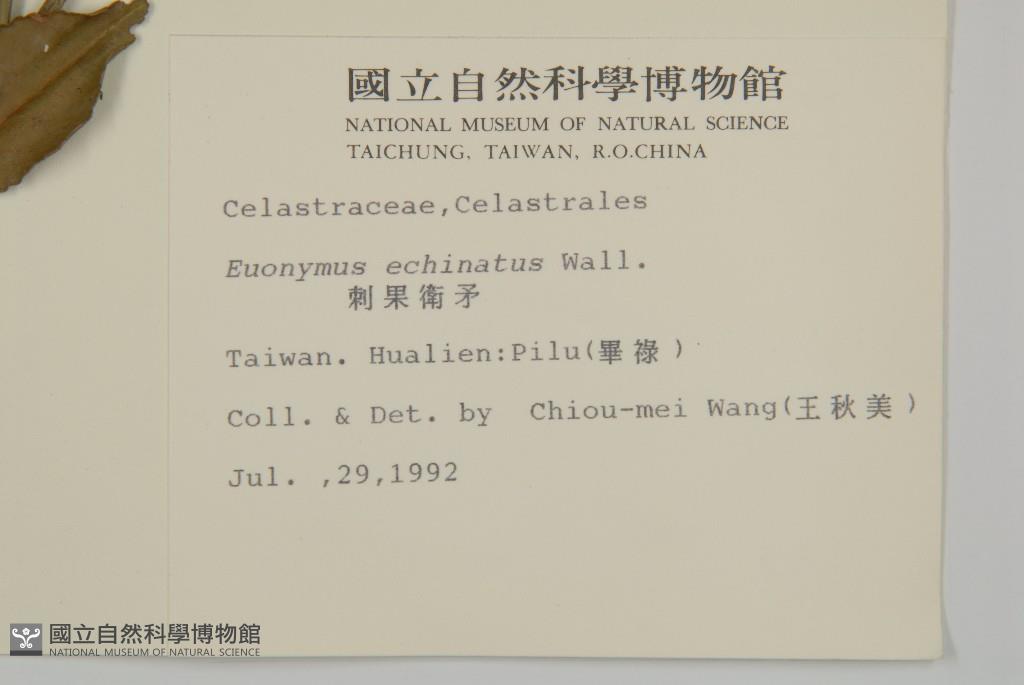 國立自然科學博物館
NATIONAL MUSEUM OF NATURAL SCIENCE
TAICHUNG, TAIWAN, R.O.CHINA
Celastraceae,Celastrales
Euonymus echinatus Wall.
刺果衛矛
Taiwan. Hualien:Pilu(畢祿)
Coll. & Det. by Chiou-mei Wang(王秋美)
Jul. ,29,1992
國立自然科學博物館
NATIONAL MUSEUM OF NATURAL SCIENCE